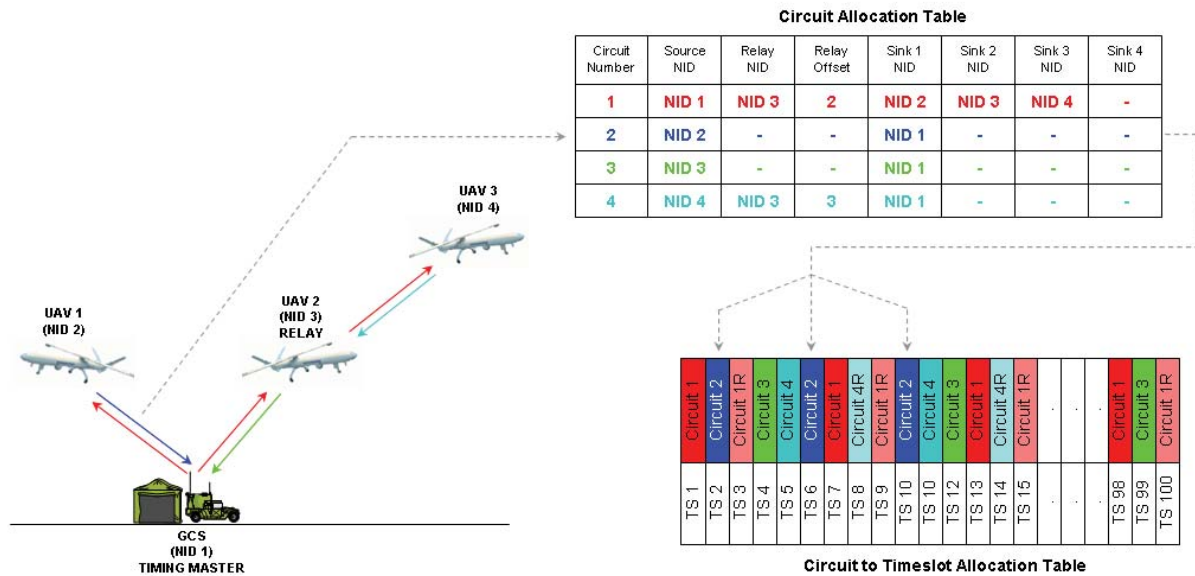 Circuit Allocation Table
Circuit Number Source NID Relay NID Relay Offset Sink 1 NID Sink 2 NID Sink 3 NID Sink 4 NID
1 NID 1 NID 3 2 NID 2 NID 3 NID 4 -
2 NID 2 - - NID 1 - - -
3 NID 3 - - NID 1 - - -
4 NID 4 NID 3 3 NID 1 - - -
UAV 3
(NID 4)
UAV 2
(NID 3)
RELAY
UAV 1
(NID 2)
GCS
(NID 1)
TIMING MASTER
Circuit 1 Circuit 2 Circuit 1R Circuit 3 Circuit 4 Circuit 2 Circuit 1 Circuit 4R Circuit 1R Circuit 2 Circuit 4 Circuit 3 Circuit 1 Circuit 4R Circuit 1R . . . Circuit 1 Circuit 3 Circuit 1R
TS 1 TS 2 TS 3 TS 4 TS 5 TS 6 TS 7 TS 8 TS 9 TS 10 TS 10 TS 12 TS 13 TS 14 TS 15 . . . TS 98 TS 99 TS 100
Circuit to Timeslot Allocation Table